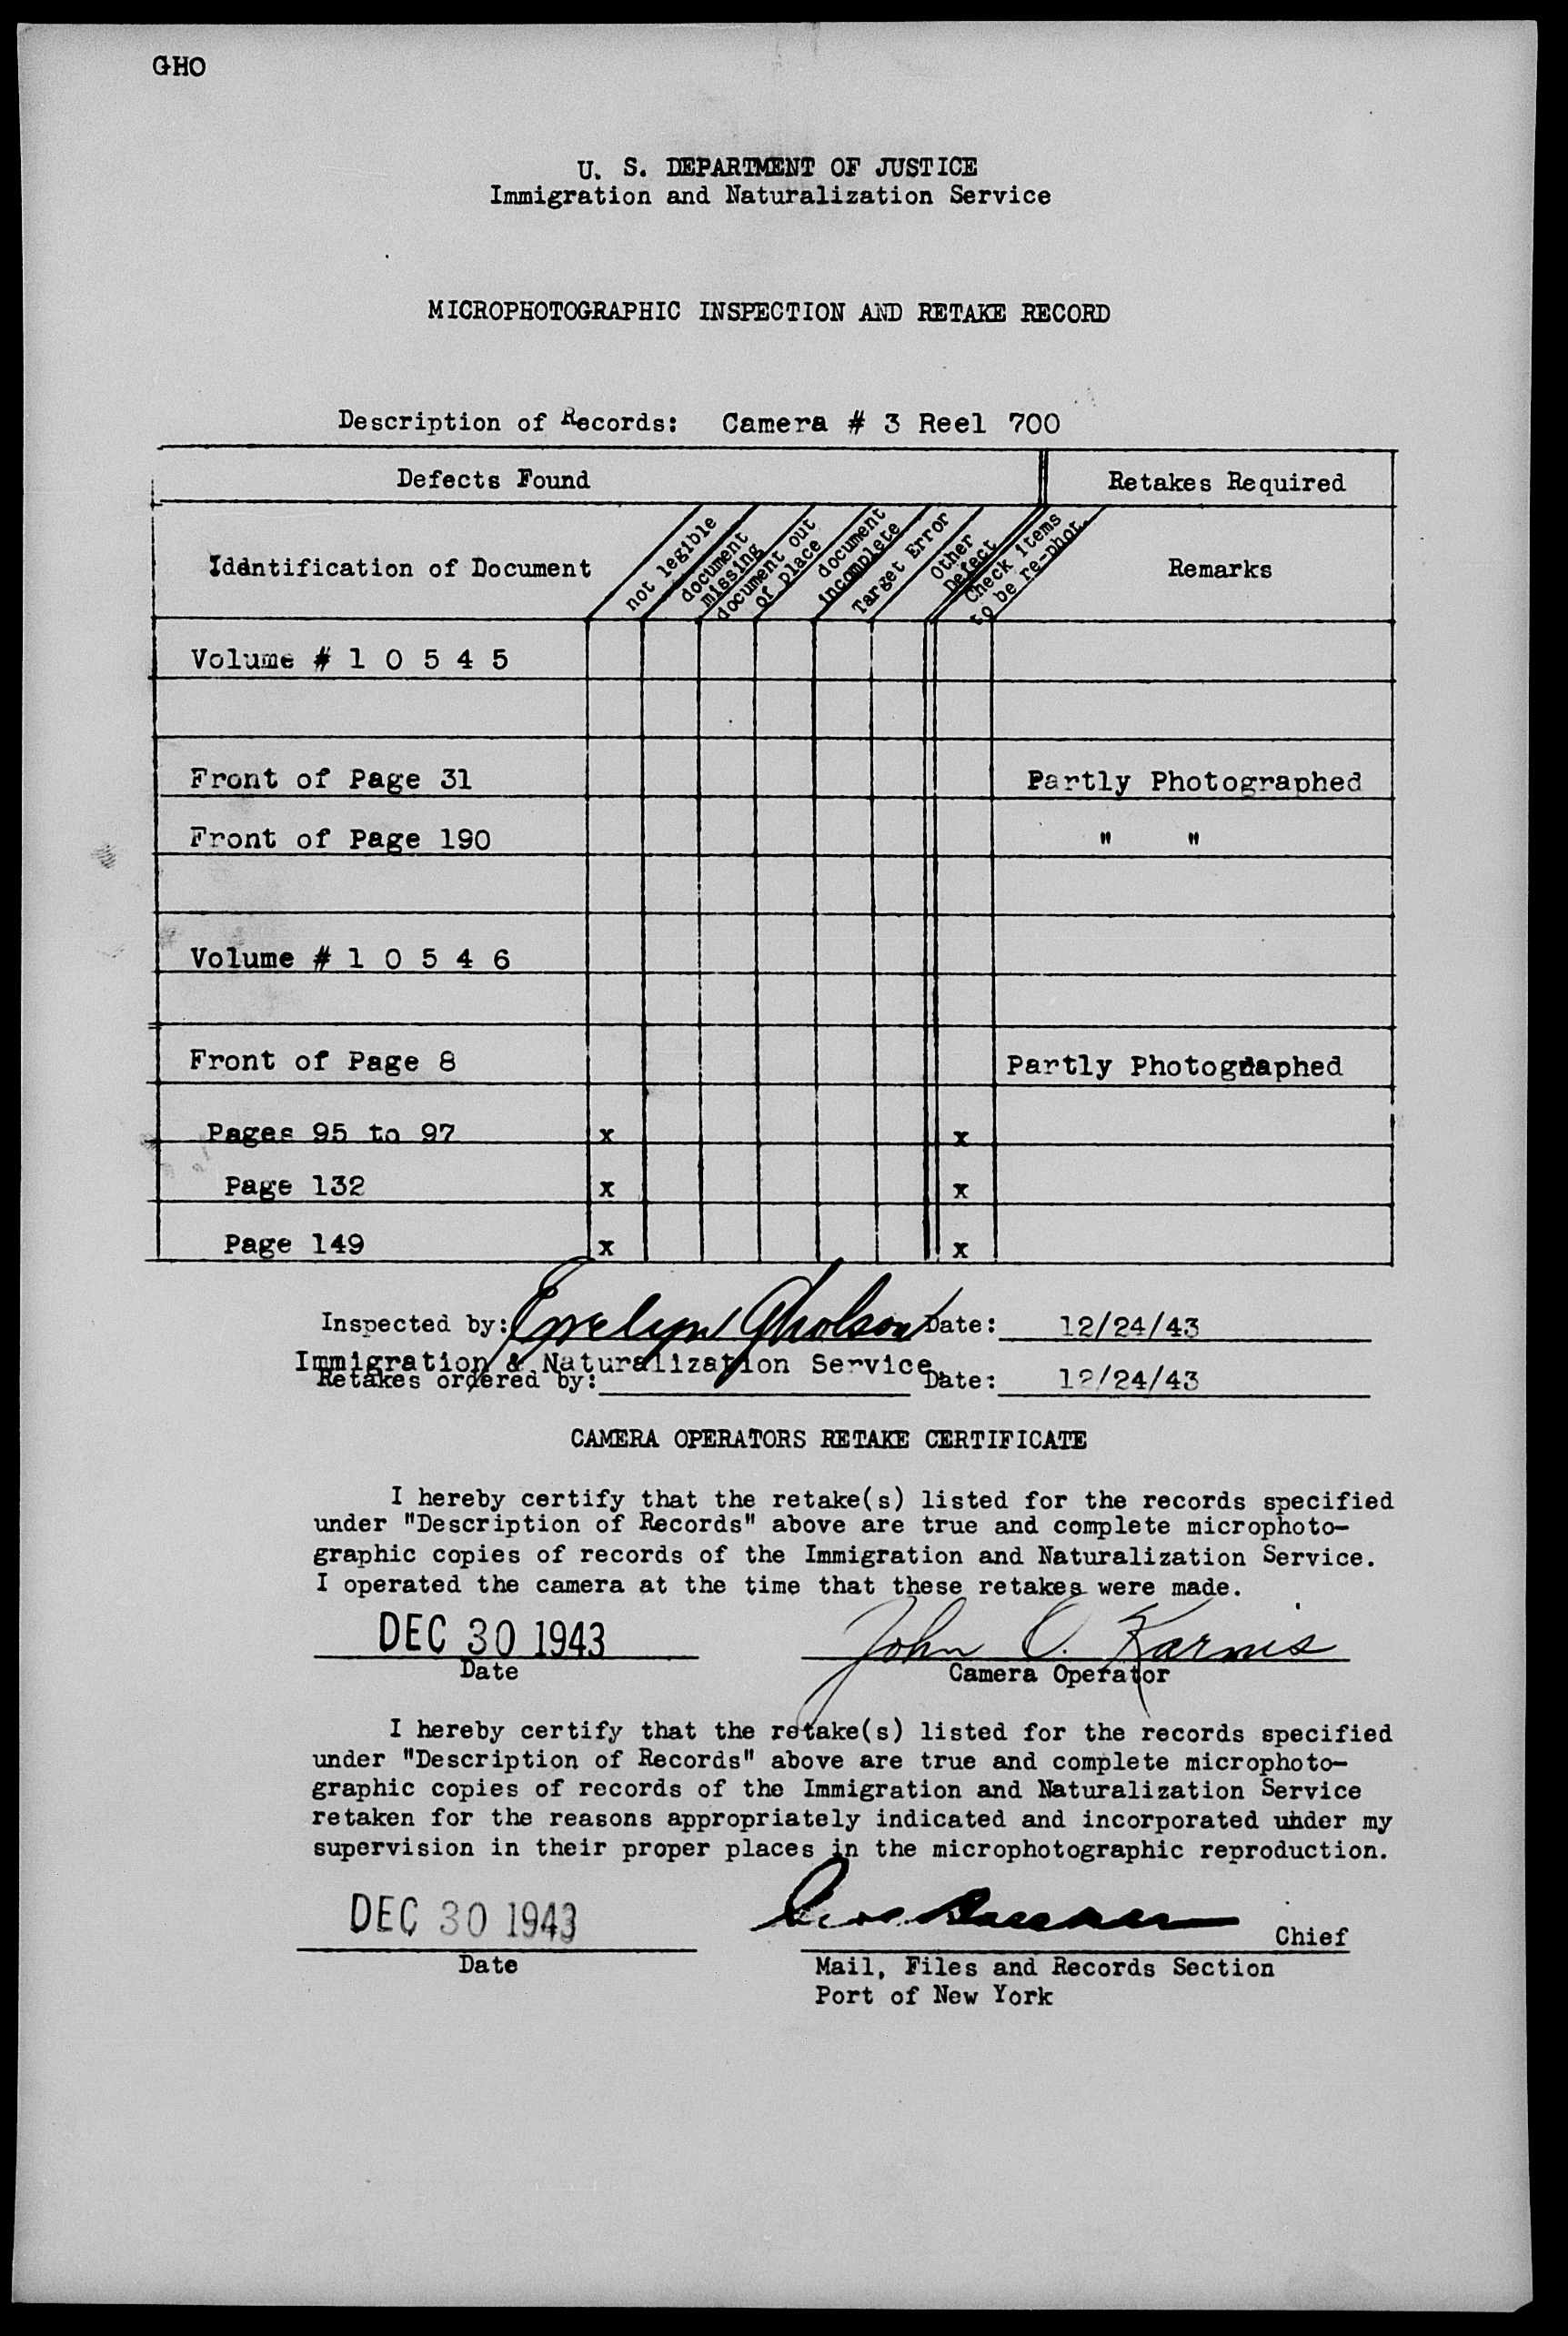 GHO
U. S. DEPARTMENT OF JUSTICE
Immigration and Naturalization Service
MICROPHOTOGRAPHIC INSPECTION AND RETAKE RECORD
Description of Records: Camera # 3 Reel 700
Defects Found Retakes Required
Identification of Document
not legible
document missing
document out of place
document incomplete
Target Error
Other Defect
Check items to be re-phot.
Remarks
Volume # 1 0 5 4 5
Front of Page 31 Partly Photographed
Front of Page 190 " "
Volume # 1 0 5 4 6
Front of Page 8 Partly Photographed
Pages 95 to 97 x x
Page 132 x x
Page 149 x x
Inspected by: Evelyn Gholson Date: 12/24/43
Immigration & Naturalization Service
Retakes ordered by: Date: 12/24/43
CAMERA OPERATORS RETAKE CERTIFICATE
I hereby certify that the retake(s) listed for the records specified
under "Description of Records" above are true and complete microphoto-
graphic copies of records of the Immigration and Naturalization Service.
I operated the camera at the time that these retakes were made.
DEC 30 1943 John O. Karnis
Date Camera Operator
I hereby certify that the retake(s) listed for the records specified
under "Description of Records" above are true and complete microphoto-
graphic copies of records of the Immigration and Naturalization Service
retaken for the reasons appropriately indicated and incorporated under my
supervision in their proper places in the microphotographic reproduction.
DEC 30 1943 Chief
Date Mail, Files and Records Section
Port of New York